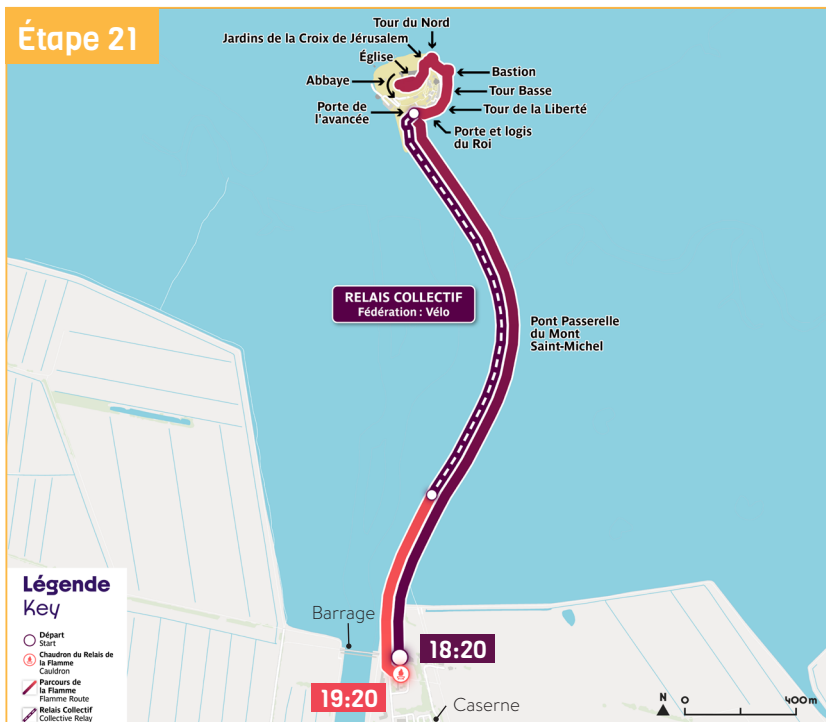 Étape 21
Tour du Nord
Jardins de la Croix de Jérusalem
Église
Abbaye
Bastion
Tour Basse
Porte de
l'avancée
Tour de la Liberté
Porte et logis
du Roi
RELAIS COLLECTIF
Fédération : Vélo
Pont Passerelle
du Mont
Saint-Michel
Légende
Key
Départ
Start
Chaudron du Relais de
la Flamme
Cauldron
Parcours de
la Flamme
Flamme Route
Relais Collectif
Collective Relay
Barrage
18:20
19:20
Caserne
N
0
400 m